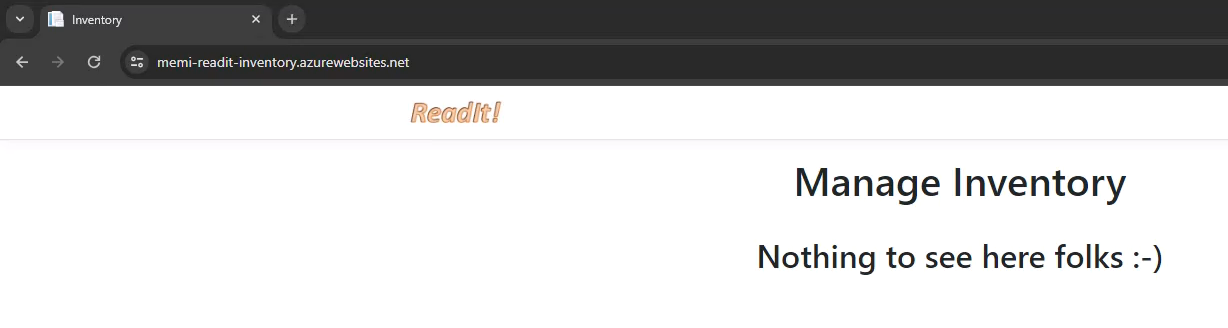 Inventory
memi-readit-inventory.azurewebsites.net
ReadIt!
Manage Inventory
Nothing to see here folks :-)